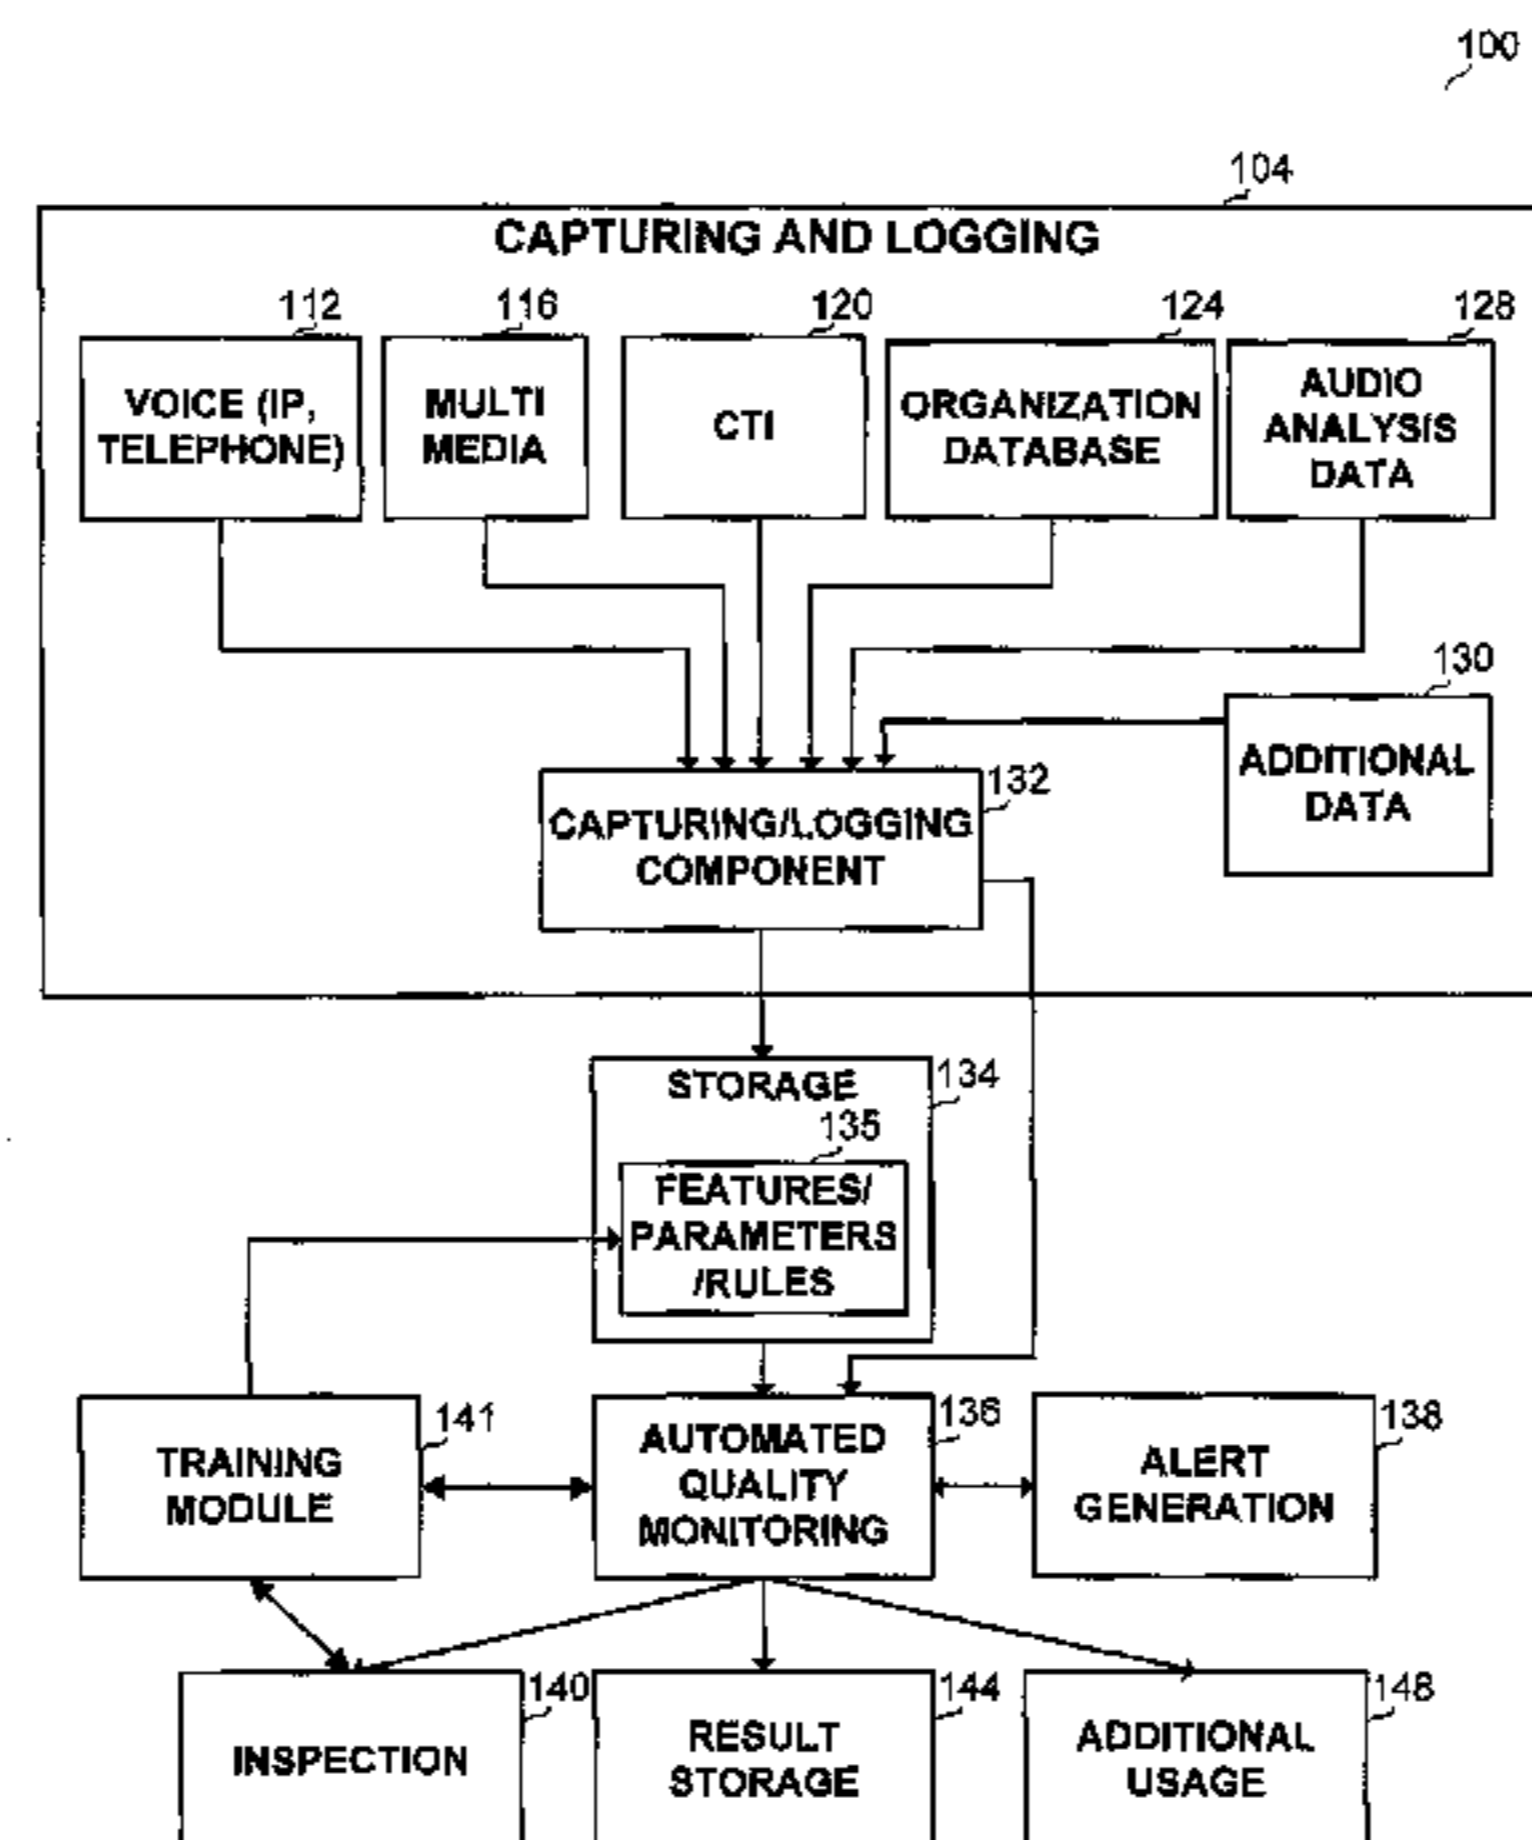 100
104
CAPTURING AND LOGGING
112
116
120
124
128
VOICE (IP,
TELEPHONE)
MULTI
MEDIA
CTI
ORGANIZATION
DATABASE
AUDIO
ANALYSIS
DATA
130
ADDITIONAL
DATA
132
CAPTURING/LOGGING
COMPONENT
134
STORAGE
135
FEATURES/
PARAMETERS
/RULES
141
TRAINING
MODULE
136
AUTOMATED
QUALITY
MONITORING
138
ALERT
GENERATION
140
INSPECTION
144
RESULT
STORAGE
148
ADDITIONAL
USAGE